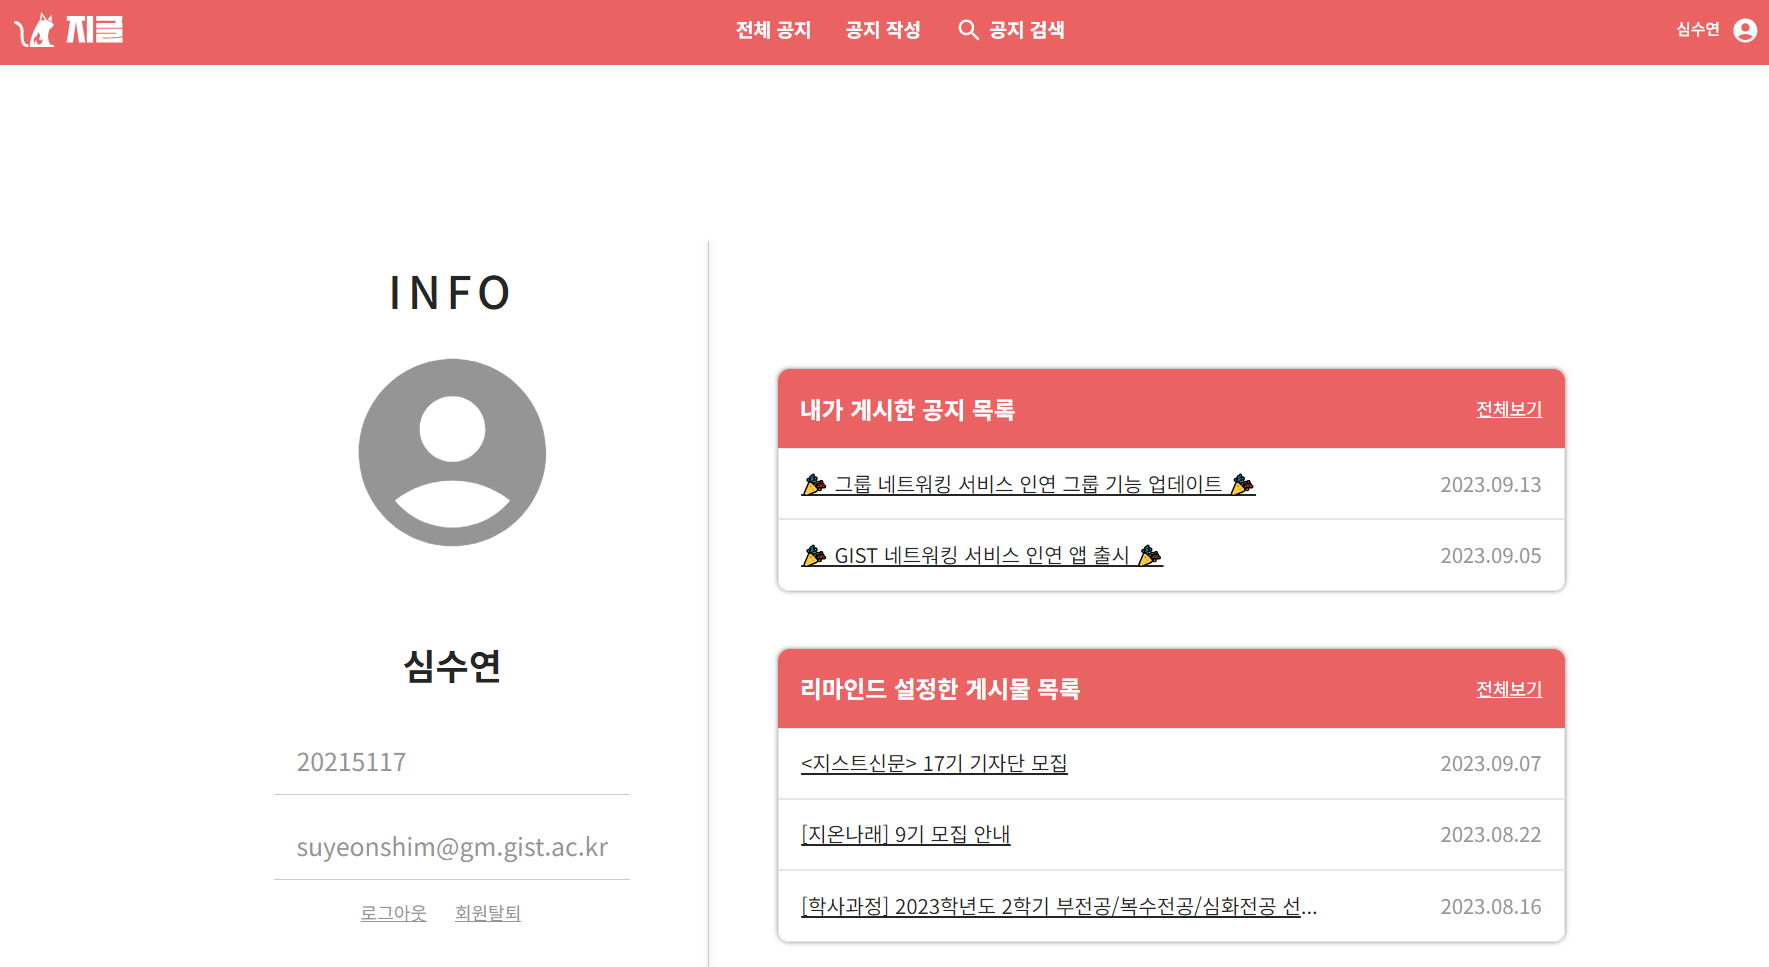 지글
전체 공지 공지 작성 공지 검색
심수연
INFO
심수연
20215117
suyeonshim@gm.gist.ac.kr
로그아웃 회원탈퇴
내가 게시한 공지 목록 전체보기
🎉 그룹 네트워킹 서비스 인연 그룹 기능 업데이트 🎉 2023.09.13
🎉 GIST 네트워킹 서비스 인연 앱 출시 🎉 2023.09.05
리마인드 설정한 게시물 목록 전체보기
<지스트신문> 17기 기자단 모집 2023.09.07
[지온나래] 9기 모집 안내 2023.08.22
[학사과정] 2023학년도 2학기 부전공/복수전공/심화전공 선... 2023.08.16